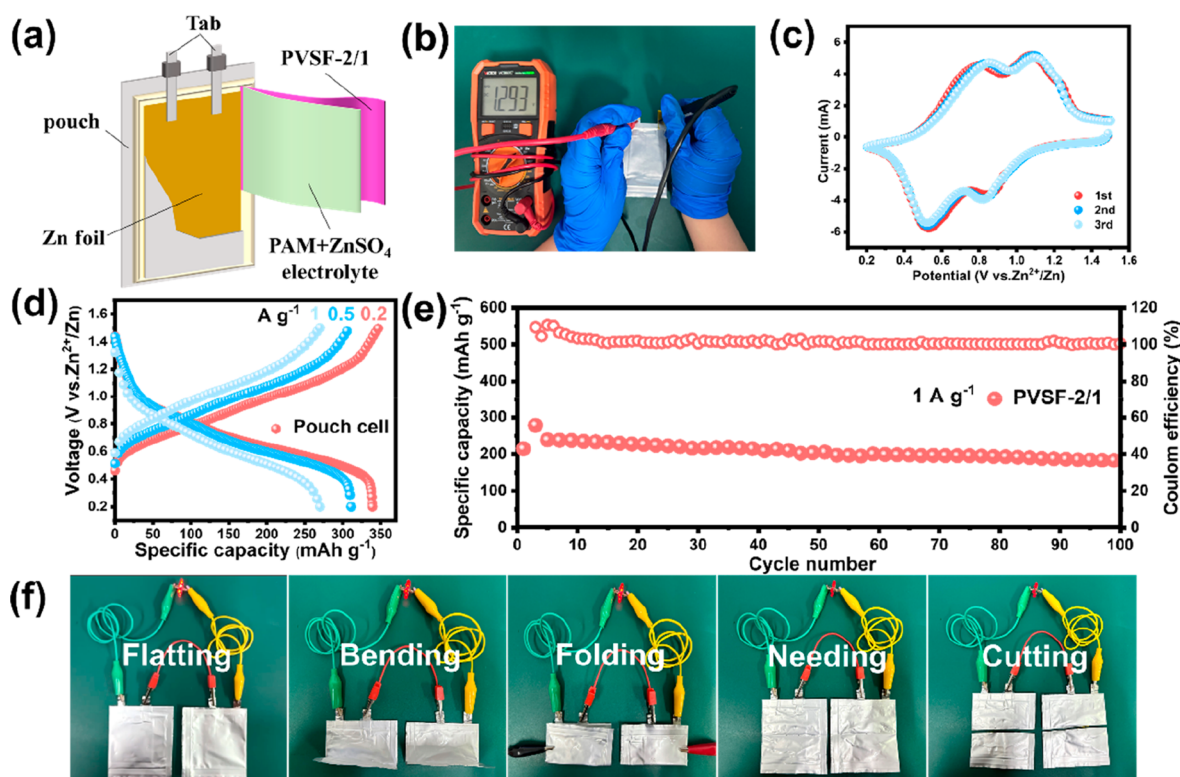 (a)
Tab
PVSF-2/1
pouch
Zn foil
PAM+ZnSO₄
electrolyte
(b)
1.293
(c)
Current (mA)
6
4
2
0
-2
-4
-6
0.2 0.4 0.6 0.8 1.0 1.2 1.4 1.6
Potential (V vs.Zn²⁺/Zn)
1st
2nd
3rd
(d)
Voltage (V vs.Zn²⁺/Zn)
1.6
1.4
1.2
1.0
0.8
0.6
0.4
0.2
A g⁻¹ 1 0.5 0.2
Pouch cell
0 50 100 150 200 250 300 350
Specific capacity (mAh g⁻¹)
(e)
Specific capacity (mAh g⁻¹)
600
500
400
300
200
100
0
1 A g⁻¹ PVSF-2/1
120
100
80
60
40
20
0
Coulom efficiency (%)
0 10 20 30 40 50 60 70 80 90 100
Cycle number
(f)
Flatting
Bending
Folding
Needing
Cutting